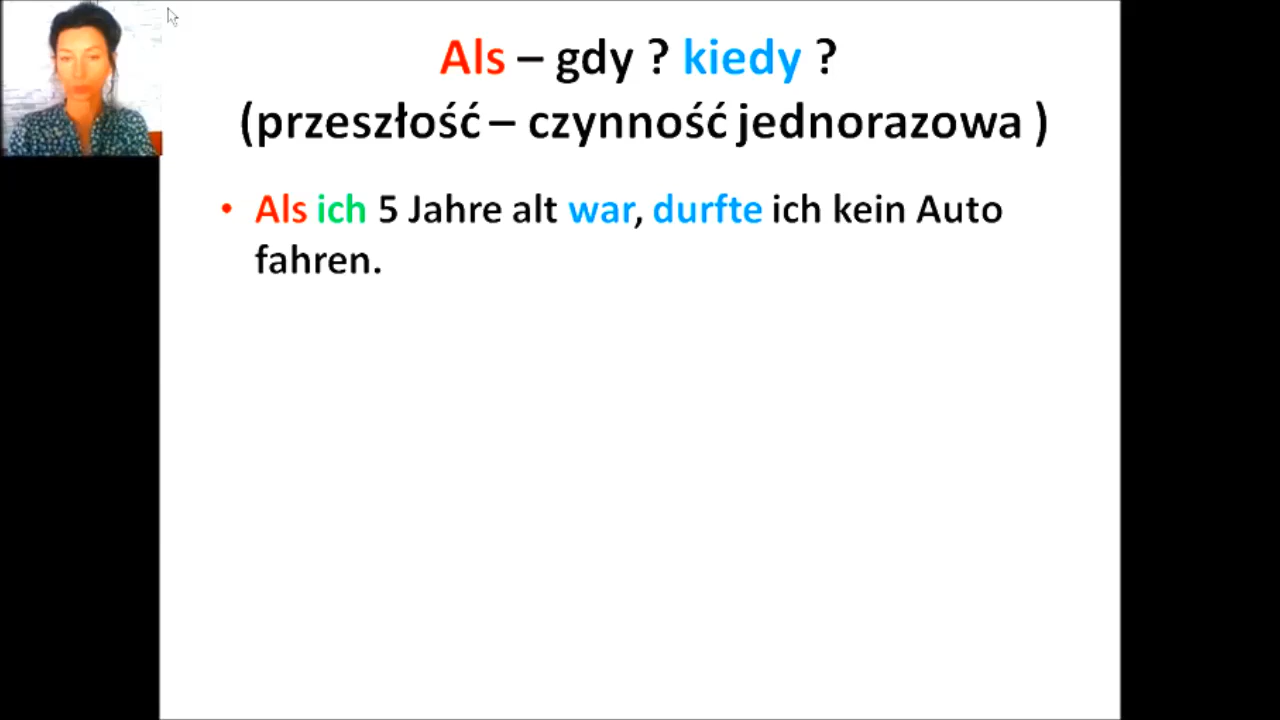 Als – gdy ? kiedy ?
(przeszłość – czynność jednorazowa )
• Als ich 5 Jahre alt war, durfte ich kein Auto
fahren.